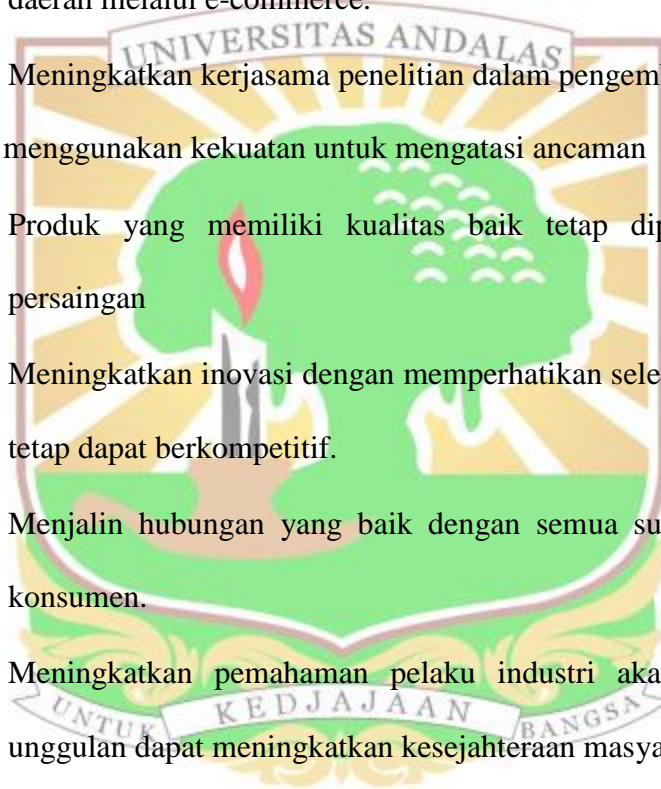 daerah melalui e-commerce.
UNIVERSITAS ANDALAS
Meningkatkan kerjasama penelitian dalam pengemb
menggunakan kekuatan untuk mengatasi ancaman
Produk yang memiliki kualitas baik tetap dip
persaingan
Meningkatkan inovasi dengan memperhatikan sele
tetap dapat berkompetitif.
Menjalin hubungan yang baik dengan semua su
konsumen.
Meningkatkan pemahaman pelaku industri aka
UNTUK KEDJAJAAN BANGSA
unggulan dapat meningkatkan kesejahteraan masya